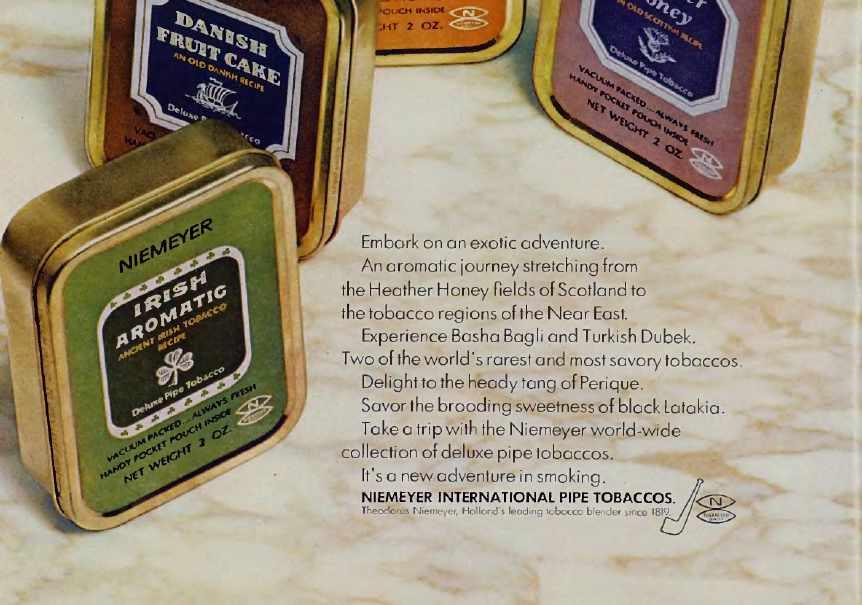 DANISH
FRUIT CAKE
AN OLD DANISH RECIPE
Deluxe
POUCH INSIDE
2 OZ.
N
Honey
AN OLD SCOTTISH RECIPE
Deluxe Pipe Tobacco
VACUUM PACKED...ALWAYS FRESH
HANDY POCKET POUCH INSIDE
NET WEIGHT 2 OZ.
N
NIEMEYER
IRISH
AROMATIC
ANCIENT IRISH TOBACCO
RECIPE
Deluxe Pipe Tobacco
VACUUM PACKED...ALWAYS FRESH
HANDY POCKET POUCH INSIDE
NET WEIGHT 2 OZ.
N
Embark on an exotic adventure.
An aromatic journey stretching from
the Heather Honey fields of Scotland to
the tobacco regions of the Near East.
Experience Basha Bagli and Turkish Dubek.
Two of the world's rarest and most savory tobaccos.
Delight to the heady tang of Perique.
Savor the brooding sweetness of black Latakia.
Take a trip with the Niemeyer world-wide
collection of deluxe pipe tobaccos.
It's a new adventure in smoking.
NIEMEYER INTERNATIONAL PIPE TOBACCOS.
Theodorus Niemeyer, Holland's leading tobacco blender since 1819.
N